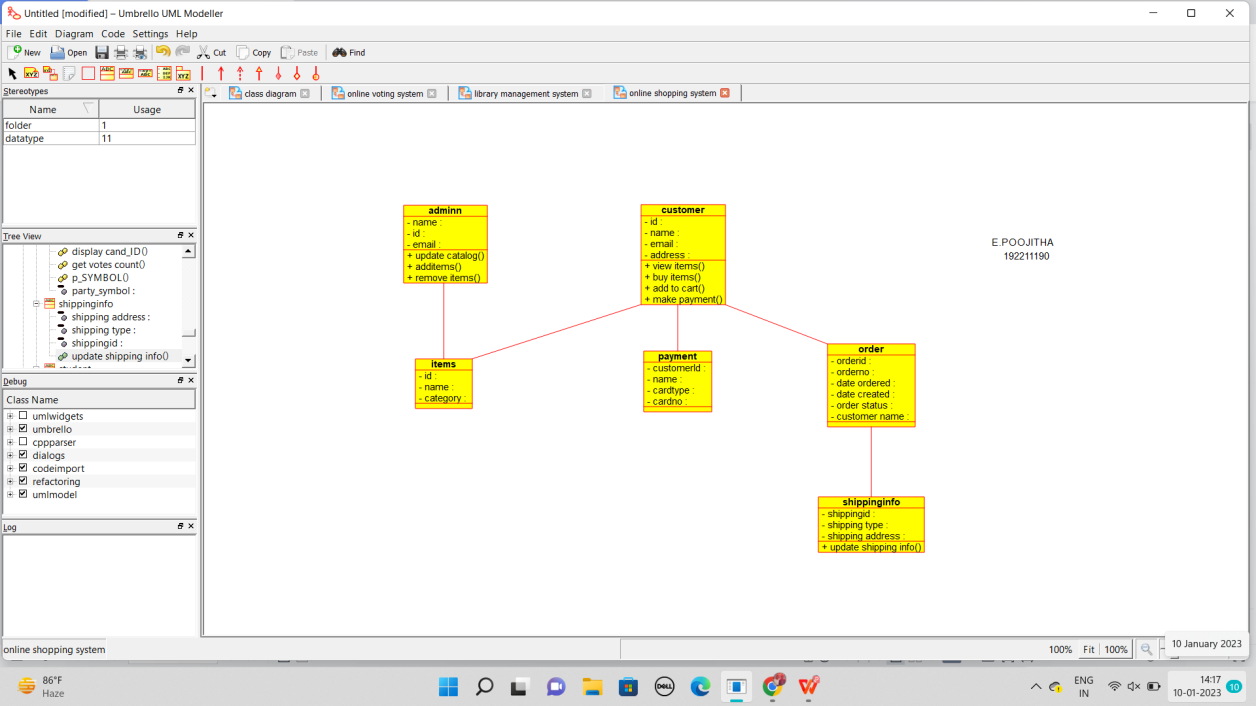 Untitled [modified] – Umbrello UML Modeller
File Edit Diagram Code Settings Help
New Open Cut Copy Paste Find
Stereotypes
Name Usage
folder 1
datatype 11
Tree View
display cand_ID()
get votes count()
p_SYMBOL()
party_symbol :
shippinginfo
shipping address :
shipping type :
shippingid :
update shipping info()
Debug
Class Name
umlwidgets
umbrello
cppparser
dialogs
codeimport
refactoring
umlmodel
Log
class diagram
online voting system
library management system
online shopping system
adminn
- name :
- id :
- email :
+ update catalog()
+ additems()
+ remove items()
customer
- id :
- name :
- email :
- address :
+ view items()
+ buy items()
+ add to cart()
+ make payment()
E.POOJITHA
192211190
items
- id :
- name :
- category :
payment
- customerId :
- name :
- cardtype :
- cardno :
order
- orderid :
- orderno :
- date ordered :
- date created :
- order status :
- customer name :
shippinginfo
- shippingid :
- shipping type :
- shipping address :
+ update shipping info()
online shopping system
100% Fit 100%
10 January 2023
86°F
Haze
DELL
ENG
IN
14:17
10-01-2023
10